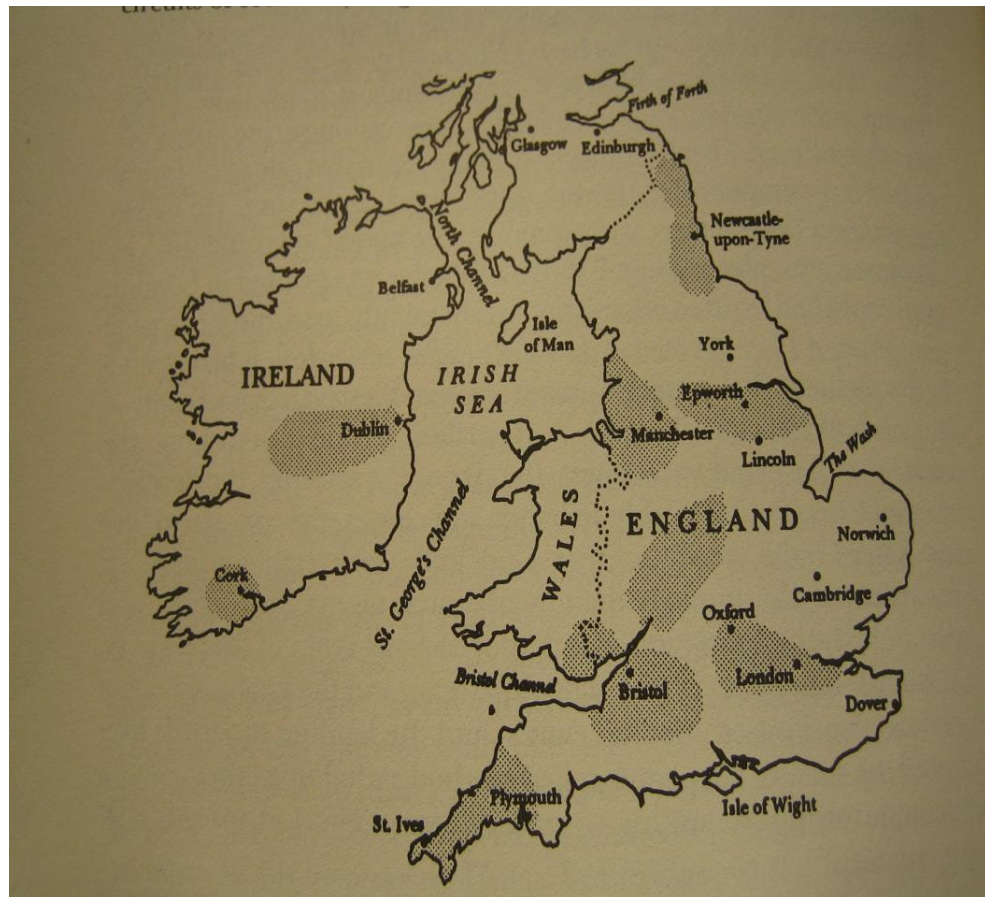 Firth of Forth
Glasgow
Edinburgh
North Channel
Newcastle-
upon-Tyne
Belfast
Isle
of Man
York
IRELAND
IRISH
SEA
Epworth
Dublin
Manchester
Lincoln
The Wash
St. George's Channel
WALES
ENGLAND
Norwich
Cork
Cambridge
Oxford
Bristol Channel
Bristol
London
Dover
Plymouth
St. Ives
Isle of Wight